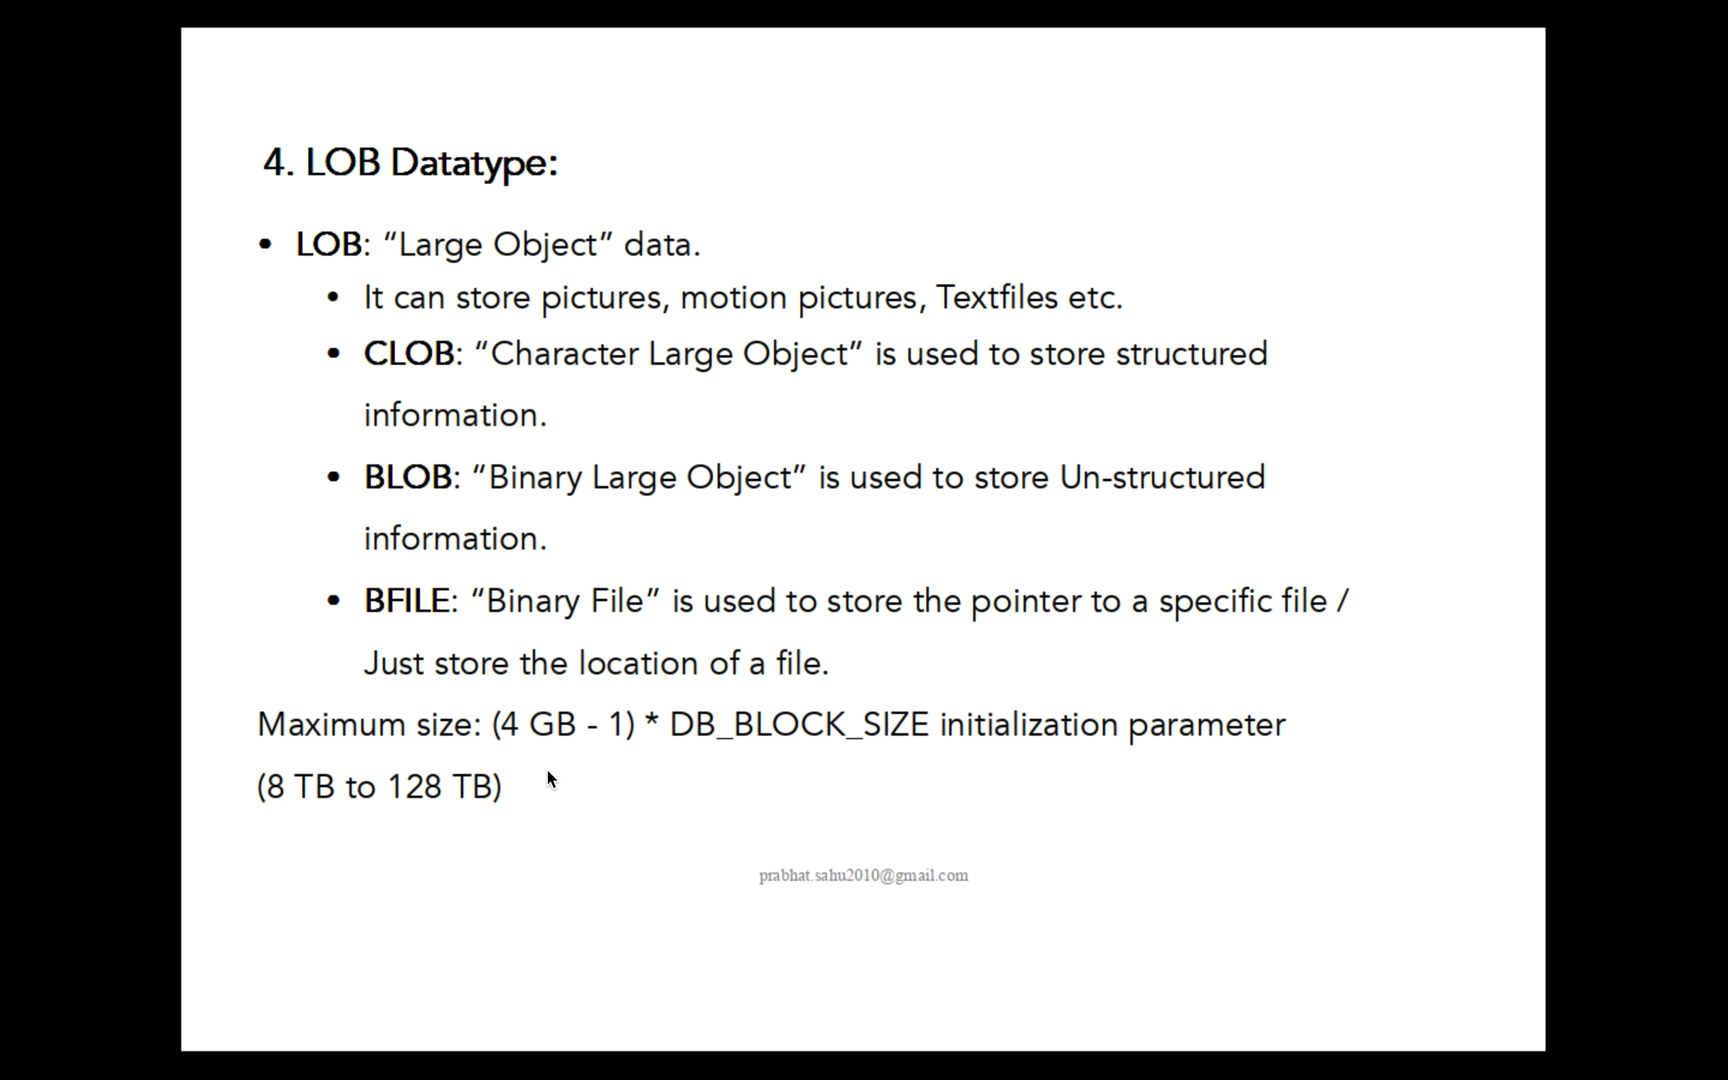 4. LOB Datatype:
• LOB: “Large Object” data.
• It can store pictures, motion pictures, Textfiles etc.
• CLOB: “Character Large Object” is used to store structured
information.
• BLOB: “Binary Large Object” is used to store Un-structured
information.
• BFILE: “Binary File” is used to store the pointer to a specific file /
Just store the location of a file.
Maximum size: (4 GB - 1) * DB_BLOCK_SIZE initialization parameter
(8 TB to 128 TB)
prabhat.sahu2010@gmail.com